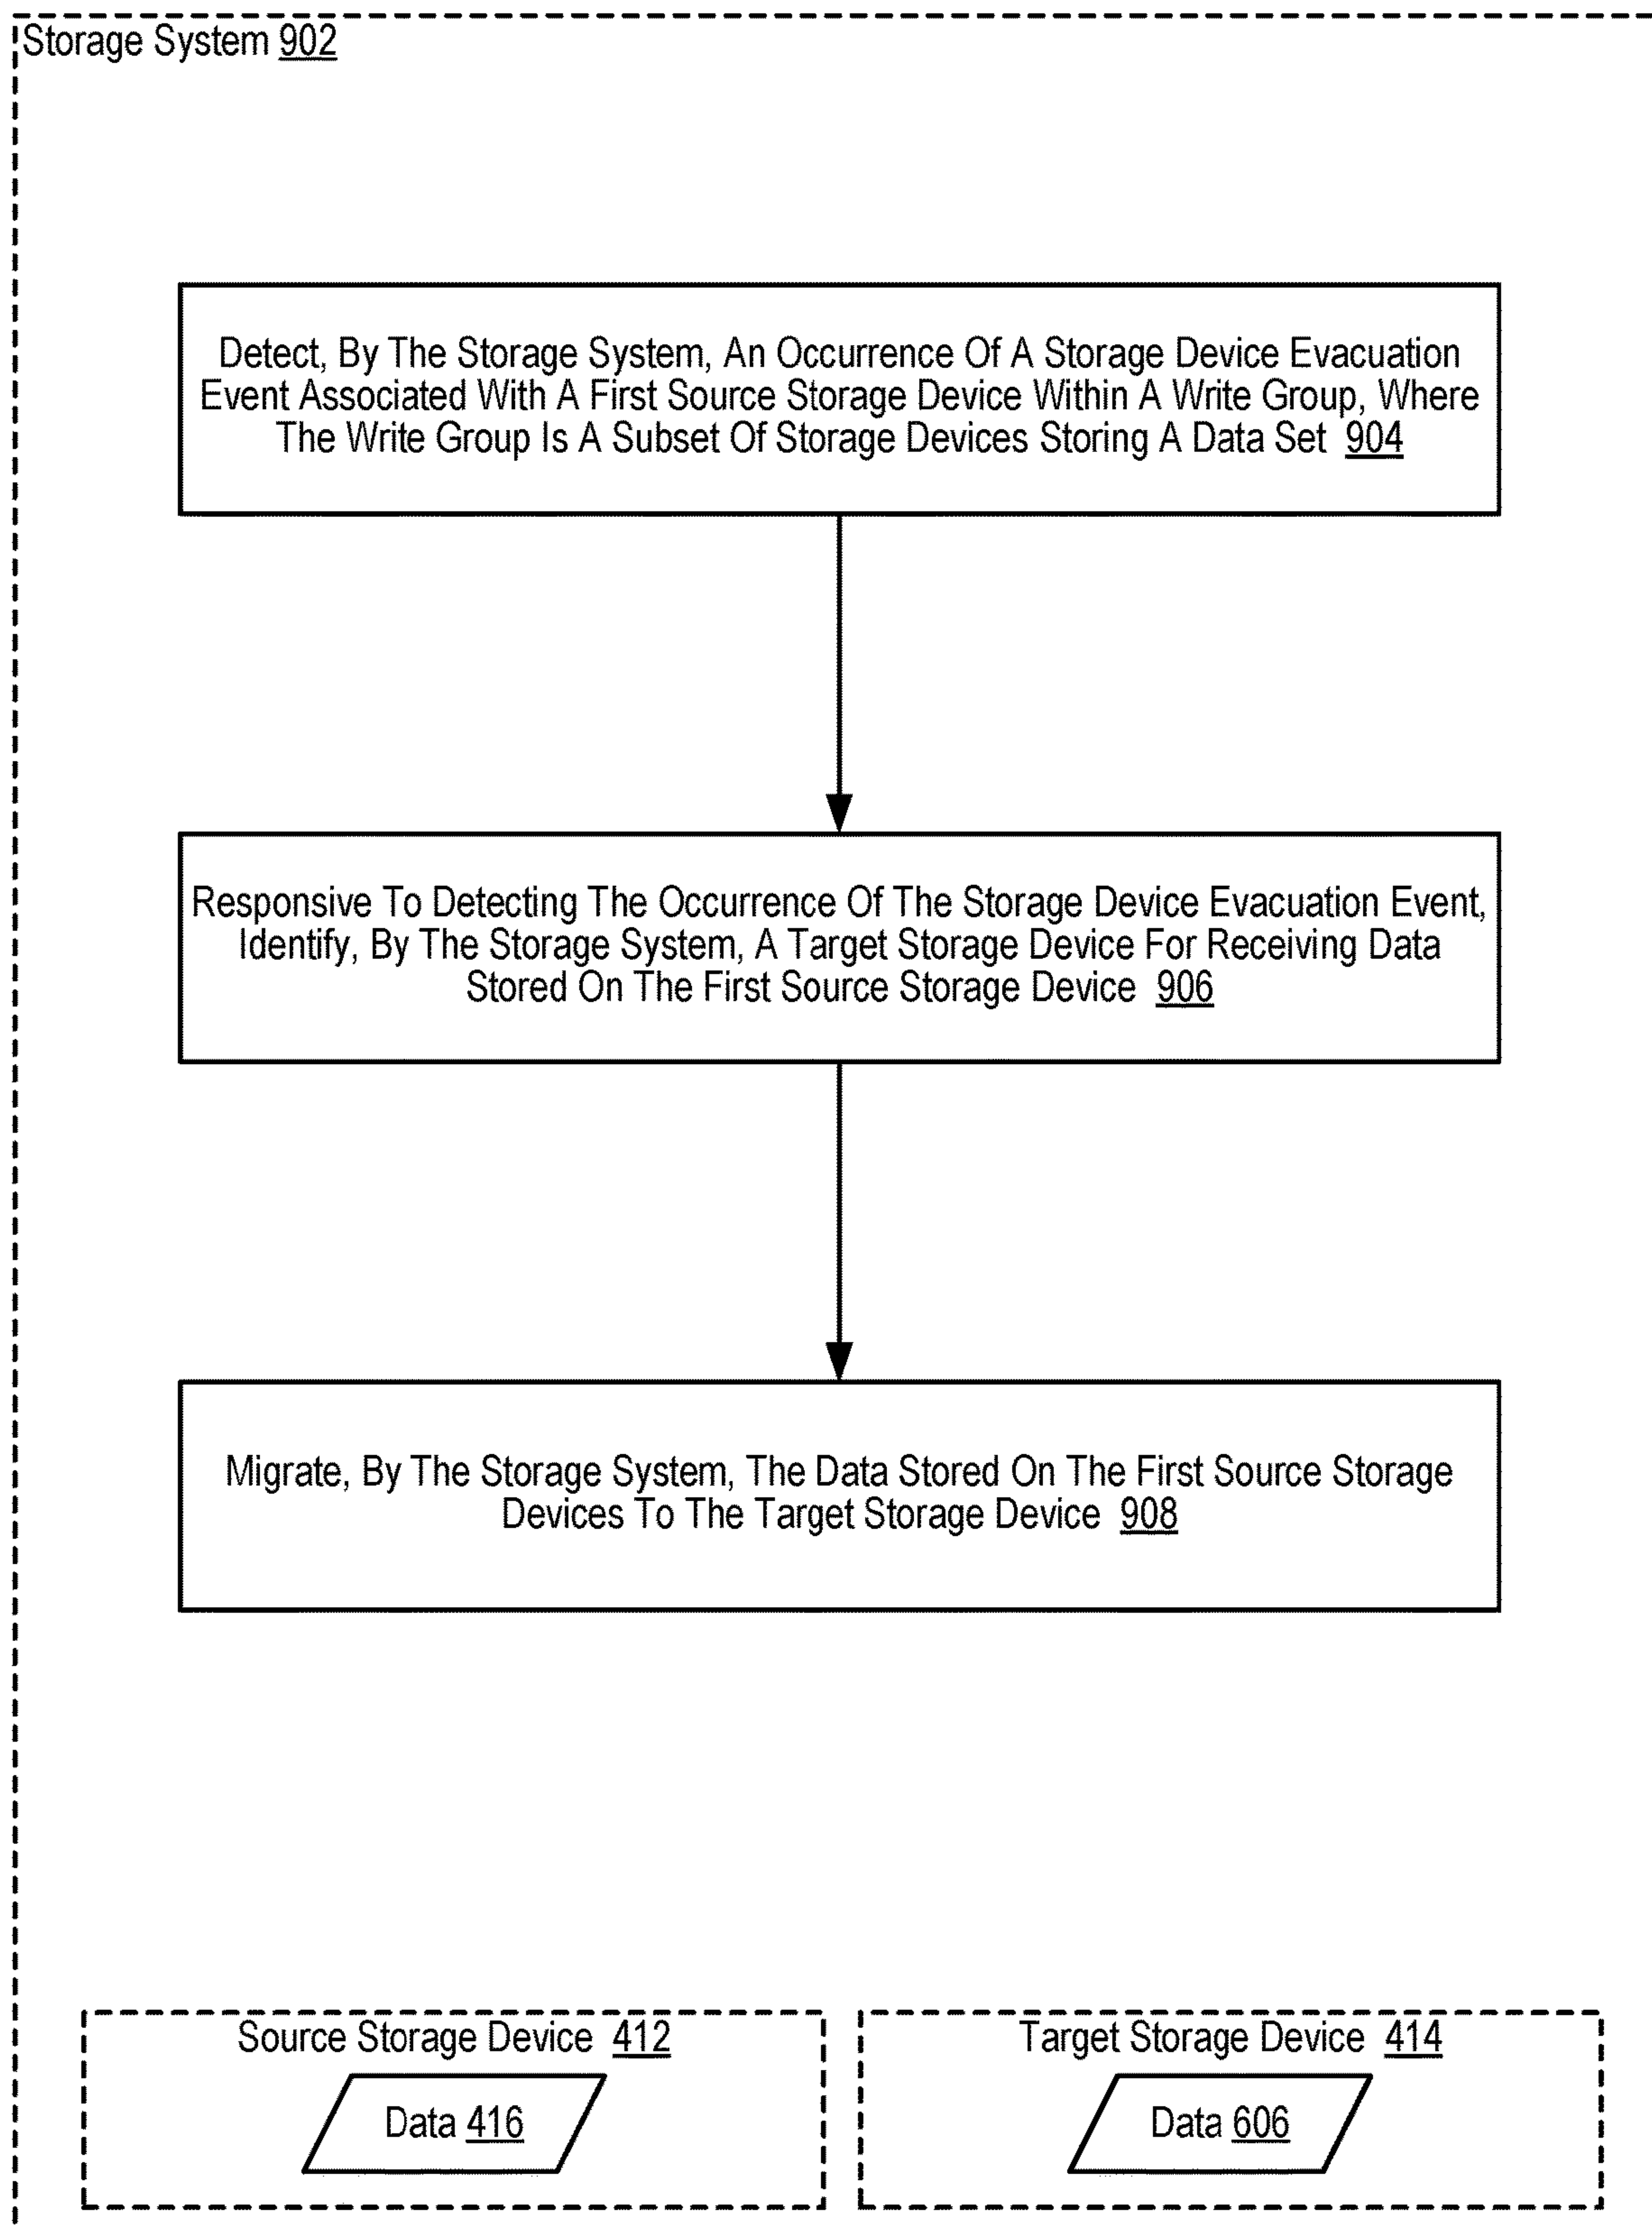 Storage System 902
Detect, By The Storage System, An Occurrence Of A Storage Device Evacuation
Event Associated With A First Source Storage Device Within A Write Group, Where
The Write Group Is A Subset Of Storage Devices Storing A Data Set 904
Responsive To Detecting The Occurrence Of The Storage Device Evacuation Event,
Identify, By The Storage System, A Target Storage Device For Receiving Data
Stored On The First Source Storage Device 906
Migrate, By The Storage System, The Data Stored On The First Source Storage
Devices To The Target Storage Device 908
Source Storage Device 412
Data 416
Target Storage Device 414
Data 606